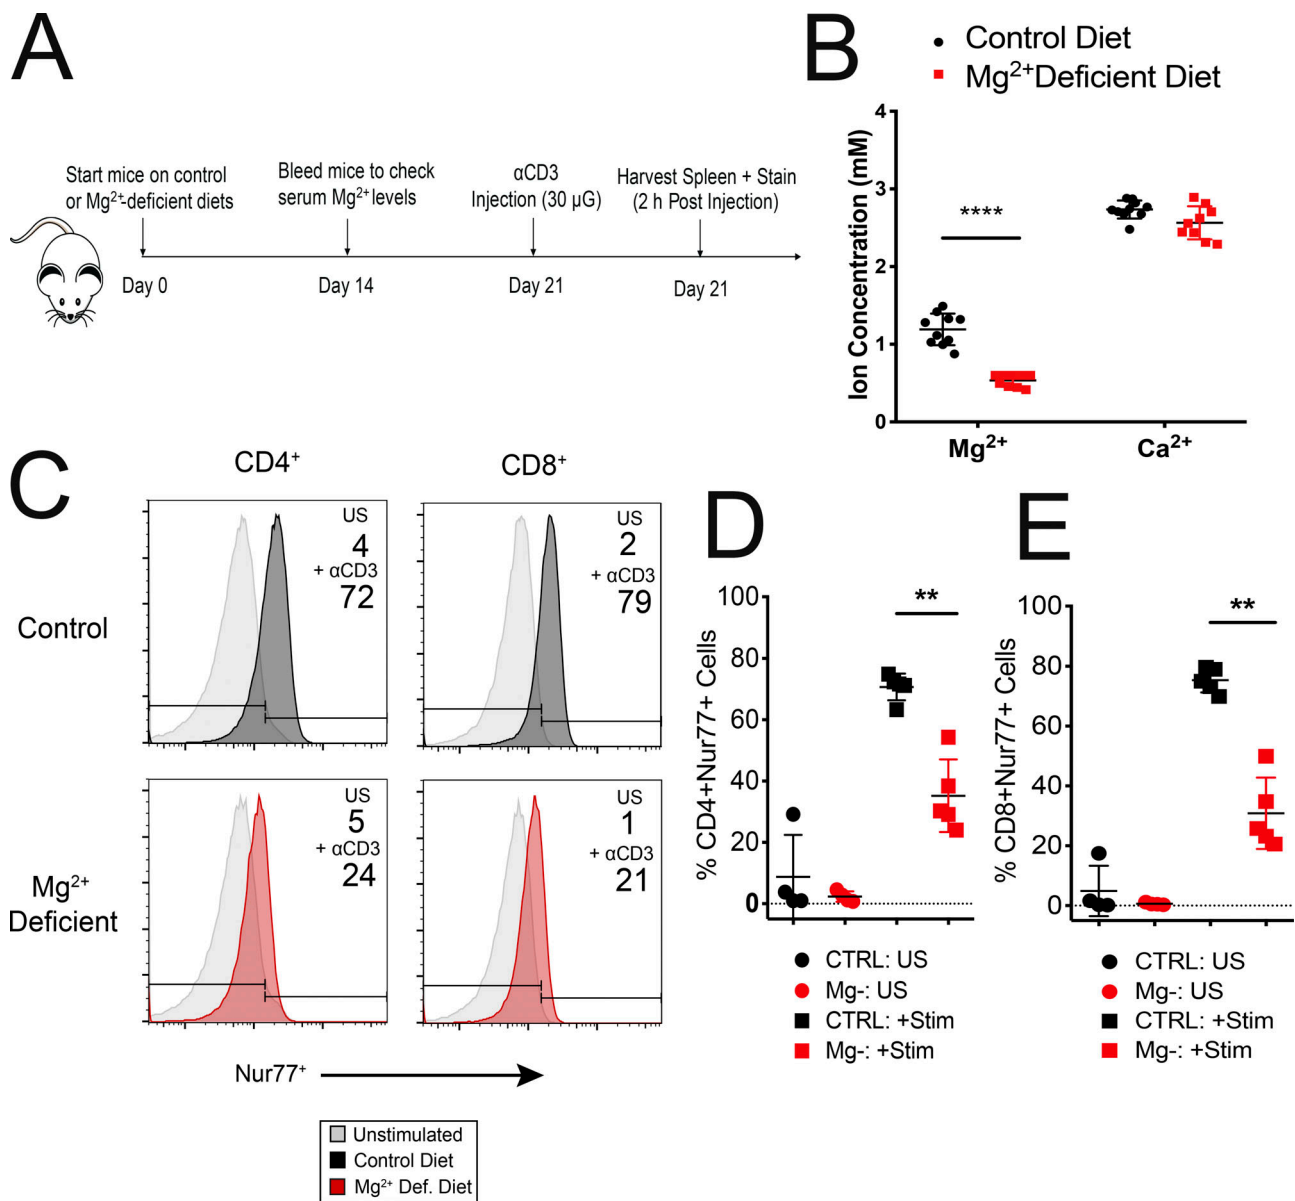 A
Start mice on control
or Mg²⁺-deficient diets
Bleed mice to check
serum Mg²⁺ levels
αCD3
Injection (30 μG)
Harvest Spleen + Stain
(2 h Post Injection)
Day 0
Day 14
Day 21
Day 21
B
Control Diet
Mg²⁺Deficient Diet
Ion Concentration (mM)
4
3
2
1
0
****
Mg²⁺
Ca²⁺
C
CD4⁺
CD8⁺
Control
US
4
+ αCD3
72
US
2
+ αCD3
79
Mg²⁺
Deficient
US
5
+ αCD3
24
US
1
+ αCD3
21
Nur77⁺
Unstimulated
Control Diet
Mg²⁺ Def. Diet
D
% CD4+Nur77+ Cells
100
80
60
40
20
0
**
CTRL: US
Mg-: US
CTRL: +Stim
Mg-: +Stim
E
% CD8+Nur77+ Cells
100
80
60
40
20
0
**
CTRL: US
Mg-: US
CTRL: +Stim
Mg-: +Stim